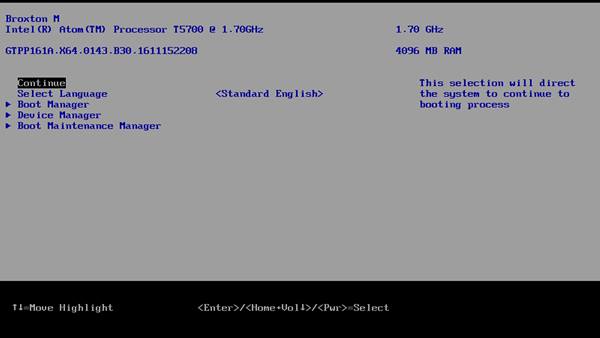 Broxton M
Intel(R) Atom(TM) Processor T5700 @ 1.70GHz 1.70 GHz
GTPP161A.X64.0143.B30.1611152208 4096 MB RAM
Continue
Select Language <Standard English>
▶ Boot Manager
▶ Device Manager
▶ Boot Maintenance Manager
This selection will direct
the system to continue to
booting process
↑↓=Move Highlight <Enter>/<Home+Vol↓>/<Pwr>=Select